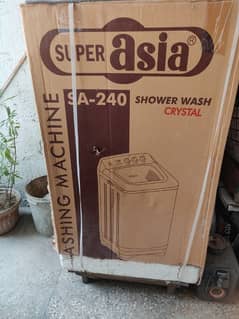 SUPER asia®
SA-240 SHOWER WASH
CRYSTAL
ASHING MACHINE